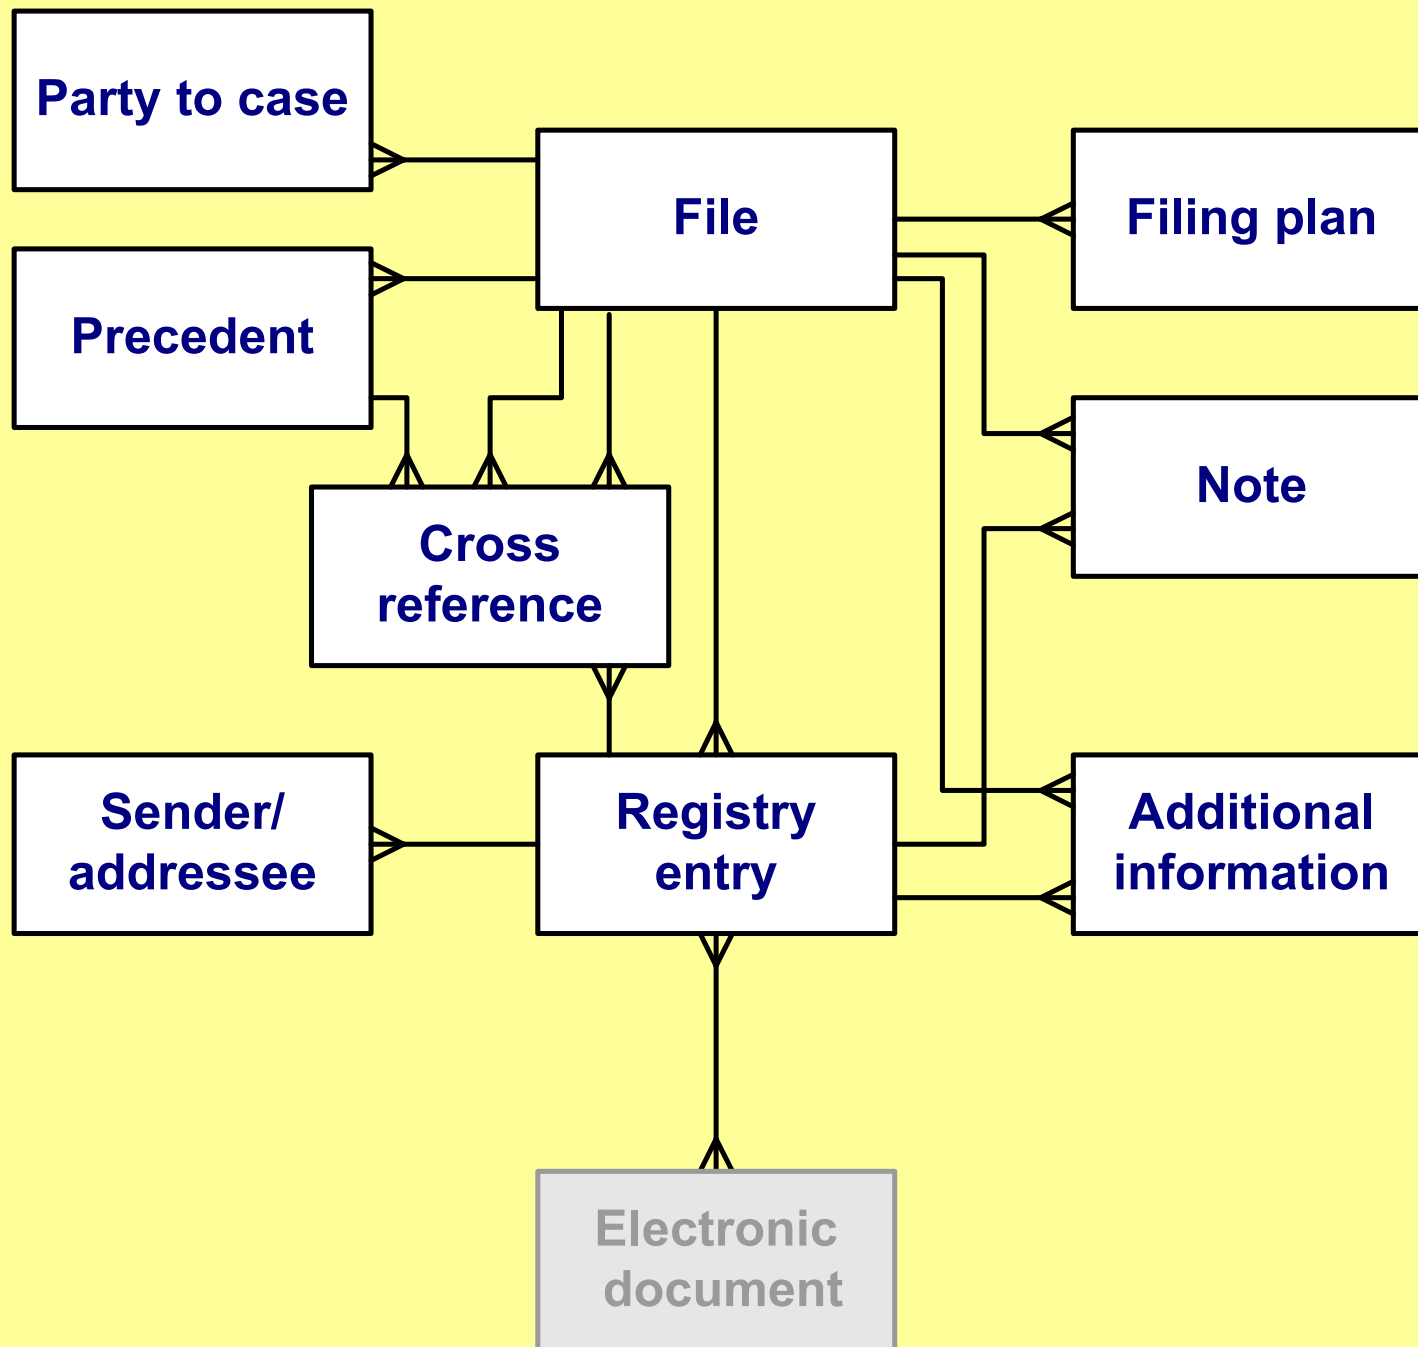 Party to case
File
Filing plan
Precedent
Note
Cross
reference
Sender/
addressee
Registry
entry
Additional
information
Electronic
document